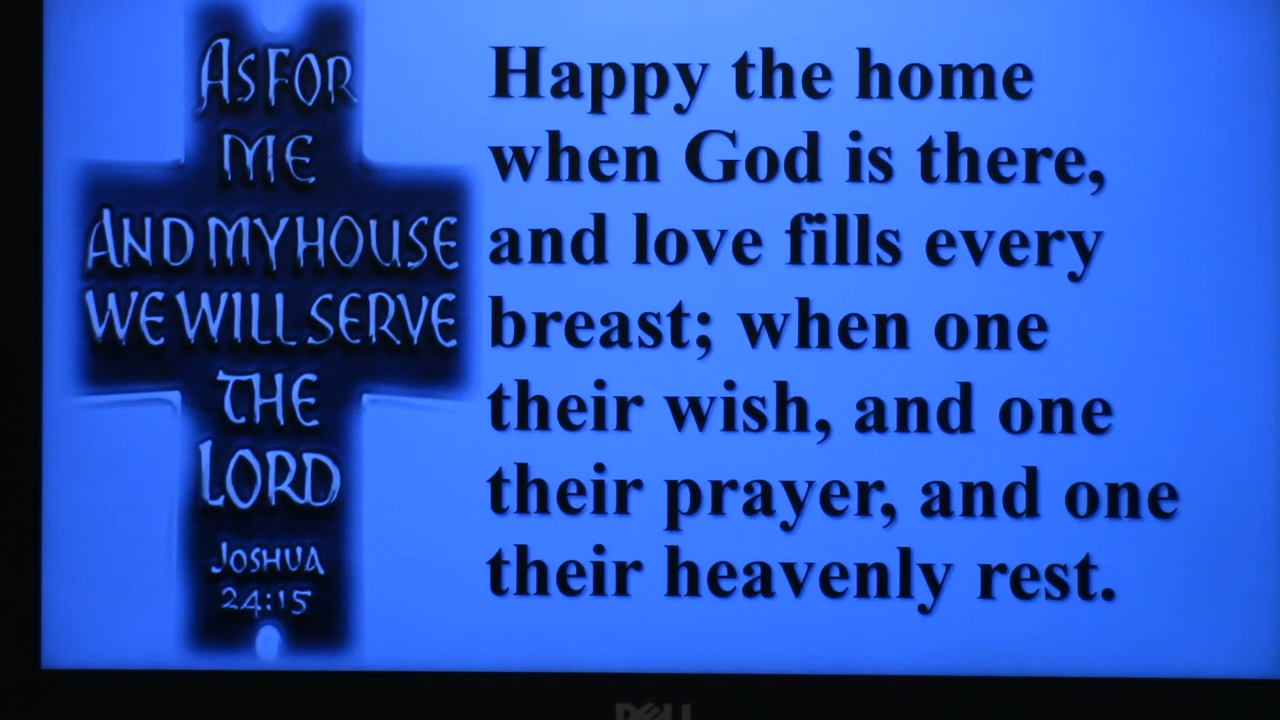 As FOR
ME
AND MY HOUSE
WE WILL SERVE
THE
LORD
JOSHUA
24:15
Happy the home
when God is there,
and love fills every
breast; when one
their wish, and one
their prayer, and one
their heavenly rest.
DELL